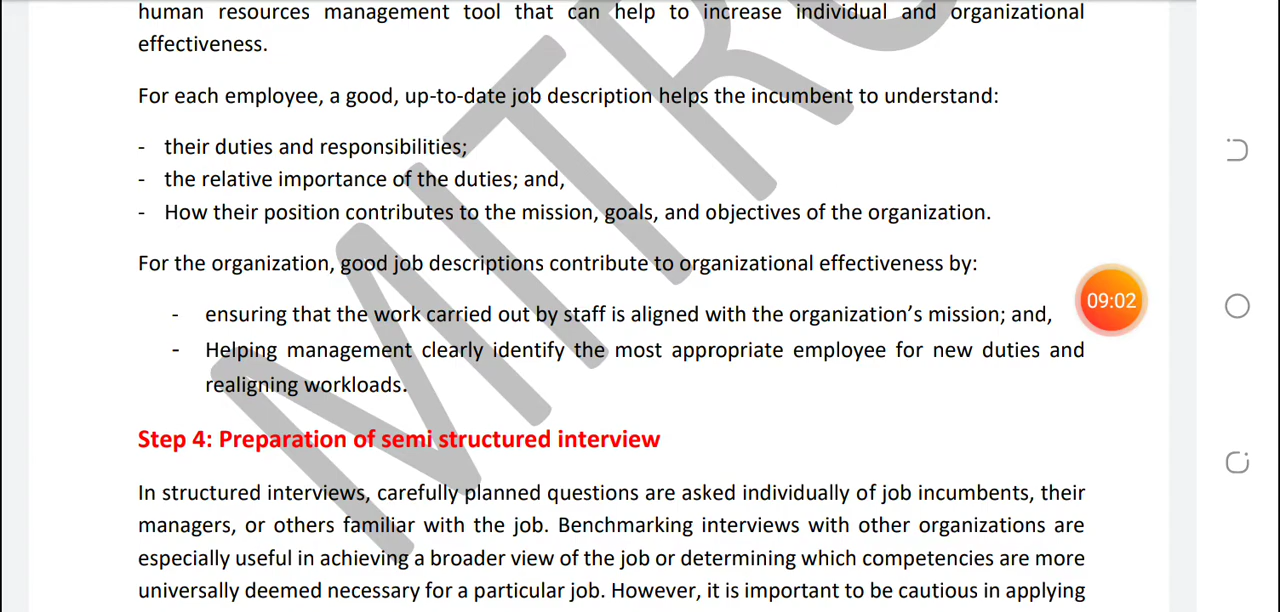 human resources management tool that can help to increase individual and organizational
effectiveness.
For each employee, a good, up-to-date job description helps the incumbent to understand:
- their duties and responsibilities;
- the relative importance of the duties; and,
- How their position contributes to the mission, goals, and objectives of the organization.
For the organization, good job descriptions contribute to organizational effectiveness by:
- ensuring that the work carried out by staff is aligned with the organization’s mission; and,
- Helping management clearly identify the most appropriate employee for new duties and
realigning workloads.
09:02
Step 4: Preparation of semi structured interview
In structured interviews, carefully planned questions are asked individually of job incumbents, their
managers, or others familiar with the job. Benchmarking interviews with other organizations are
especially useful in achieving a broader view of the job or determining which competencies are more
universally deemed necessary for a particular job. However, it is important to be cautious in applying